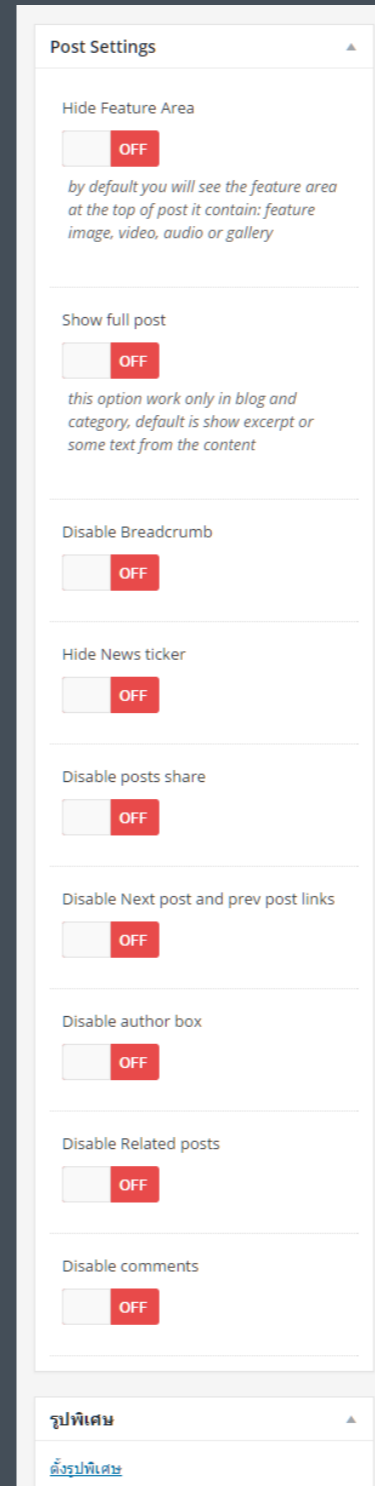 Post Settings
Hide Feature Area
OFF
by default you will see the feature area
at the top of post it contain: feature
image, video, audio or gallery
Show full post
OFF
this option work only in blog and
category, default is show excerpt or
some text from the content
Disable Breadcrumb
OFF
Hide News ticker
OFF
Disable posts share
OFF
Disable Next post and prev post links
OFF
Disable author box
OFF
Disable Related posts
OFF
Disable comments
OFF
รูปพิเศษ
ตั้งรูปพิเศษ